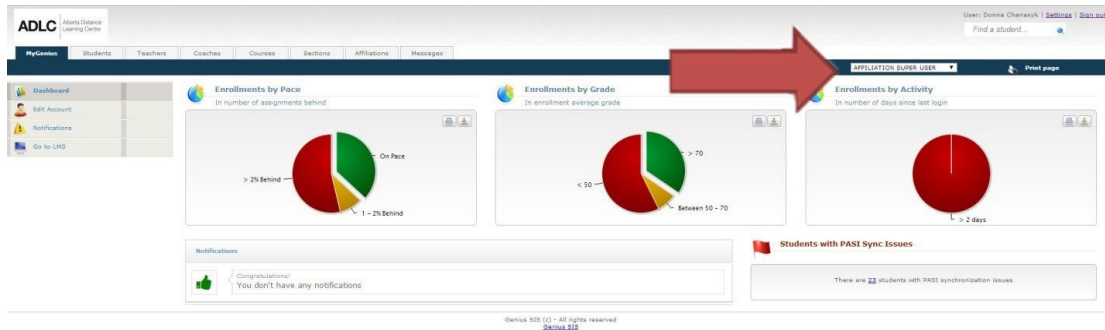 User: Donna Chanasyk | Settings | Sign out
ADLC Alberta Distance
Learning Centre
Find a student...
MyGenius Students Teachers Coaches Courses Sections Affiliations Messages
AFFILIATION SUPER USER Print page
Dashboard
Edit Account
Notifications
Go to LMS
Enrollments by Pace
In number of assignments behind
On Pace
> 2% Behind
1 - 2% Behind
Enrollments by Grade
In enrollment average grade
> 70
< 50
Between 50 - 70
Enrollments by Activity
In number of days since last login
> 2 days
Notifications
Congratulations!
You don't have any notifications
Students with PASI Sync Issues
There are 23 students with PASI synchronization issues
Genius SIS (c) - All rights reserved
Genius SIS